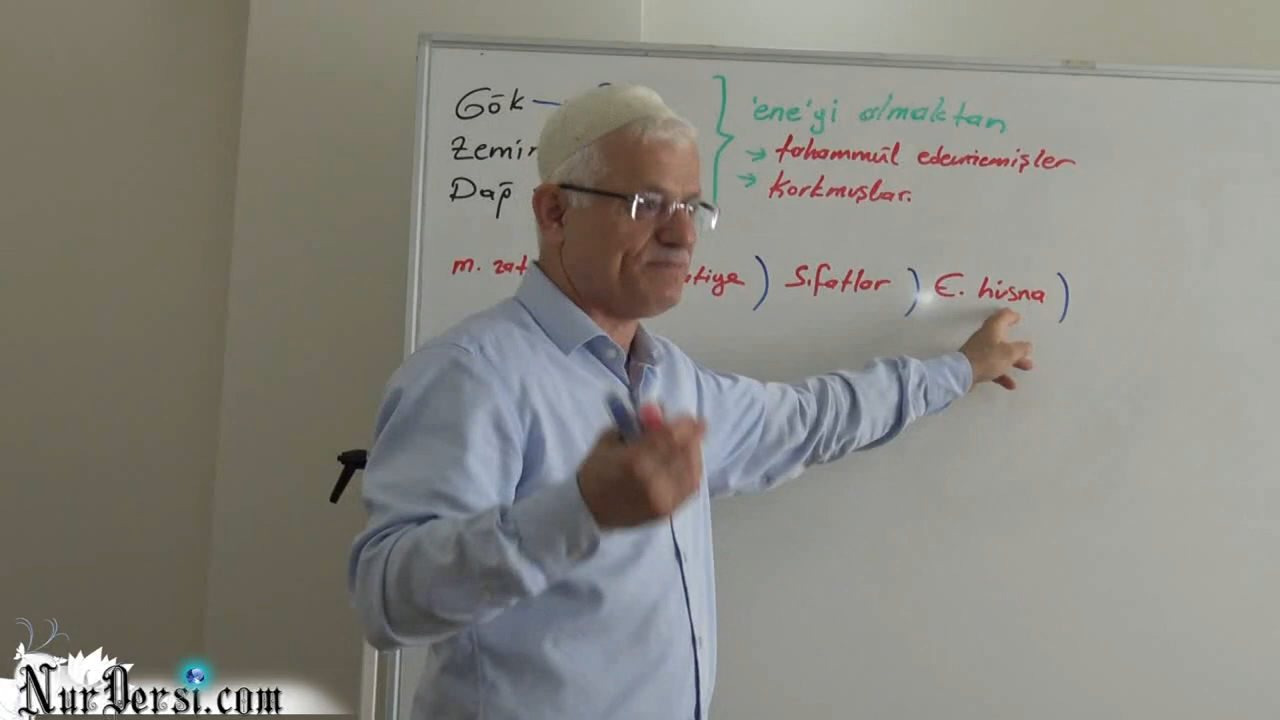 Gök —
Zemin
Dağ
'ene'yi almaktan
→ tahammül edememişler
→ korkmuşlar.
m. zat
tiye ) Sıfatlar ) E. hüsna )
NurDersi.com